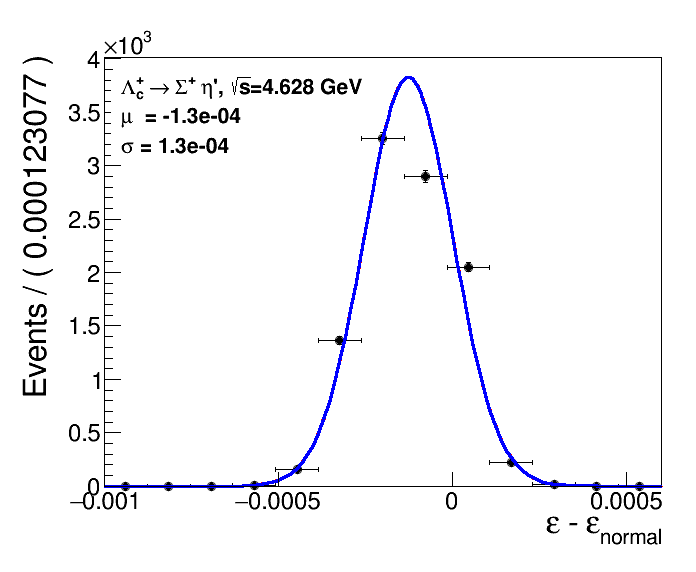 ×10³
Λc⁺ → Σ⁺ η', √s=4.628 GeV
μ = -1.3e-04
σ = 1.3e-04
Events / ( 0.000123077 )
4
3.5
3
2.5
2
1.5
1
0.5
0
−0.001 −0.0005 0 0.0005
ε - εnormal